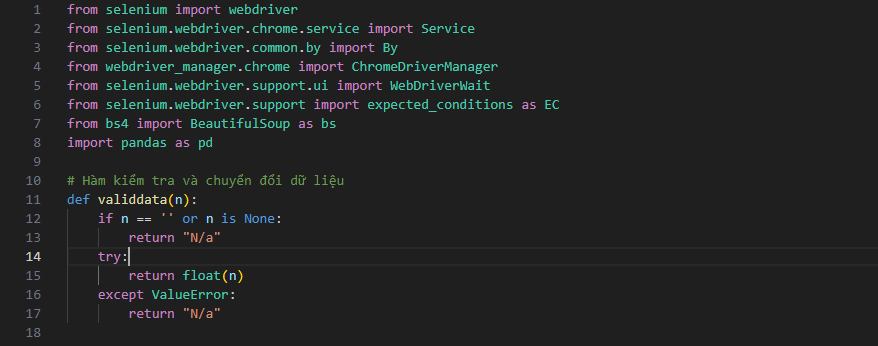 1 from selenium import webdriver
2 from selenium.webdriver.chrome.service import Service
3 from selenium.webdriver.common.by import By
4 from webdriver_manager.chrome import ChromeDriverManager
5 from selenium.webdriver.support.ui import WebDriverWait
6 from selenium.webdriver.support import expected_conditions as EC
7 from bs4 import BeautifulSoup as bs
8 import pandas as pd
9
10 # Hàm kiểm tra và chuyển đổi dữ liệu
11 def validdata(n):
12     if n == '' or n is None:
13         return "N/a"
14     try:
15         return float(n)
16     except ValueError:
17         return "N/a"
18